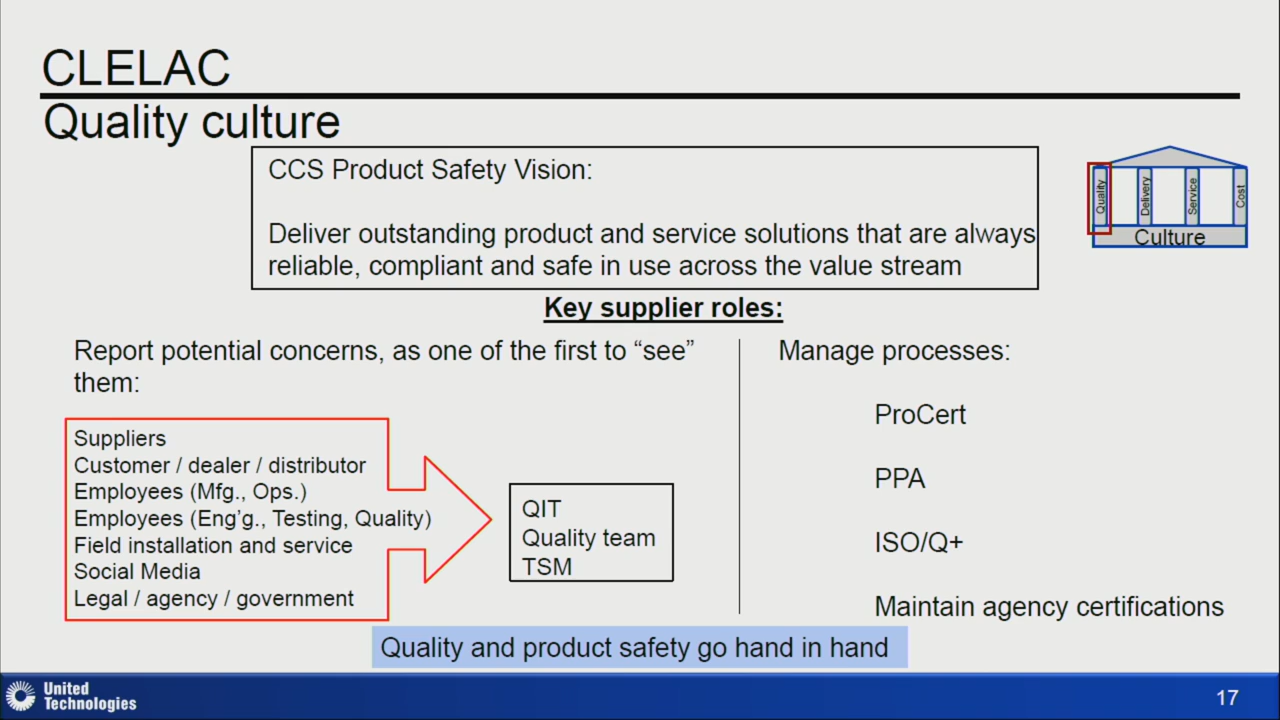 CLELAC
Quality culture
CCS Product Safety Vision:
Deliver outstanding product and service solutions that are always
reliable, compliant and safe in use across the value stream
Quality
Delivery
Service
Cost
Culture
Key supplier roles:
Report potential concerns, as one of the first to “see”
them:
Suppliers
Customer / dealer / distributor
Employees (Mfg., Ops.)
Employees (Eng’g., Testing, Quality)
Field installation and service
Social Media
Legal / agency / government
QIT
Quality team
TSM
Manage processes:
ProCert
PPA
ISO/Q+
Maintain agency certifications
Quality and product safety go hand in hand
United
Technologies
17